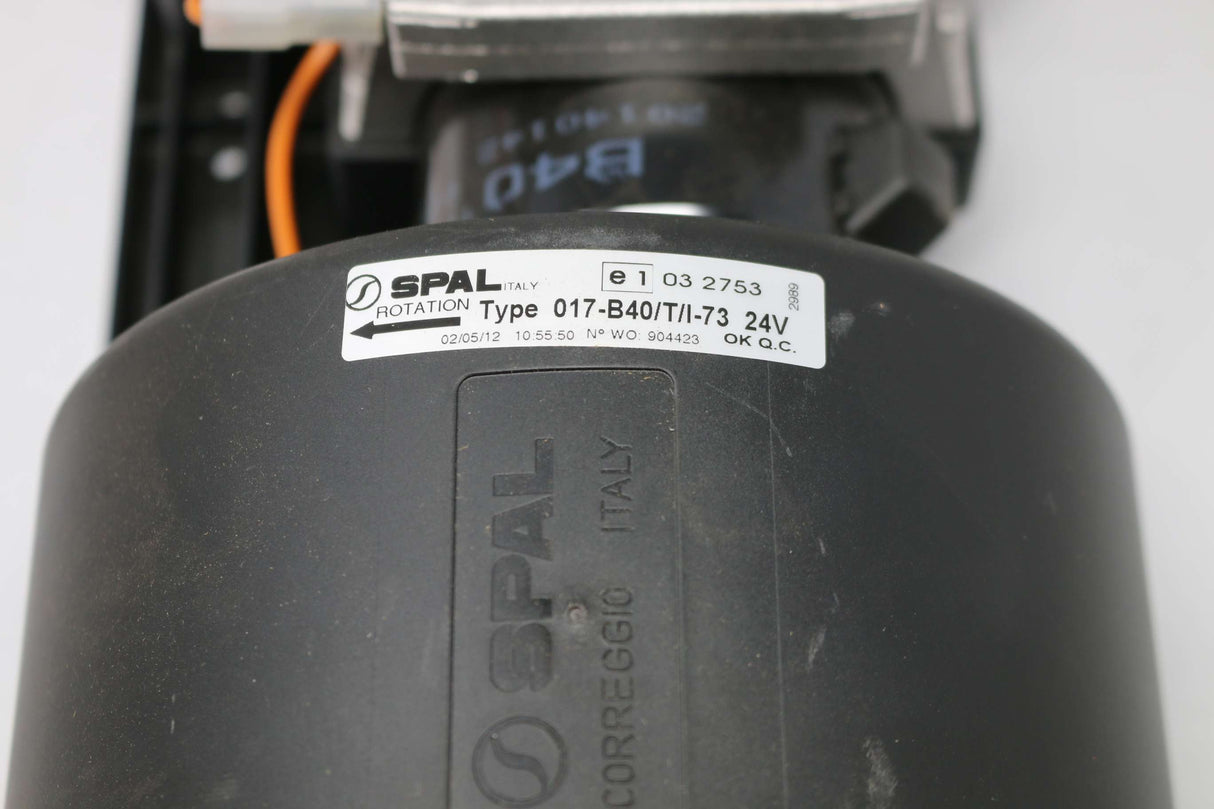 20140142
B40
SPAL ITALY e 1 03 2753
2989
ROTATION Type 017-B40/T/I-73 24V
02/05/12 10:55:50 N° WO: 904423 OK Q.C.
SPAL
CORREGGIO ITALY